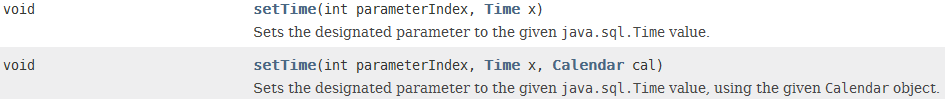 void setTime(int parameterIndex, Time x)
Sets the designated parameter to the given java.sql.Time value.
void setTime(int parameterIndex, Time x, Calendar cal)
Sets the designated parameter to the given java.sql.Time value, using the given Calendar object.